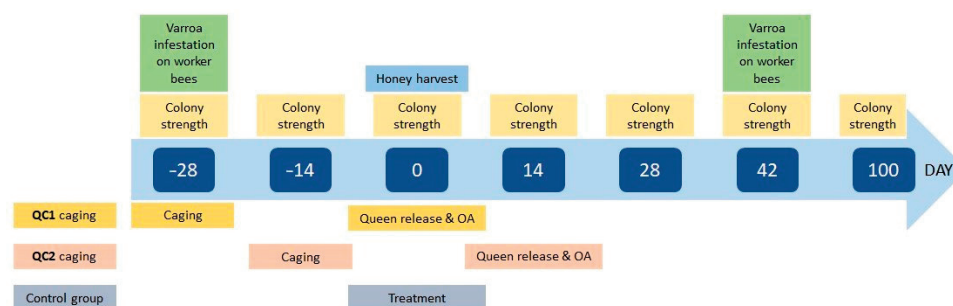 Varroa
infestation
on worker
bees
Varroa
infestation
on worker
bees
Honey harvest
Colony
strength
Colony
strength
Colony
strength
Colony
strength
Colony
strength
Colony
strength
Colony
strength
-28
-14
0
14
28
42
100
DAY
QC1 caging
Caging
Queen release & OA
QC2 caging
Caging
Queen release & OA
Control group
Treatment